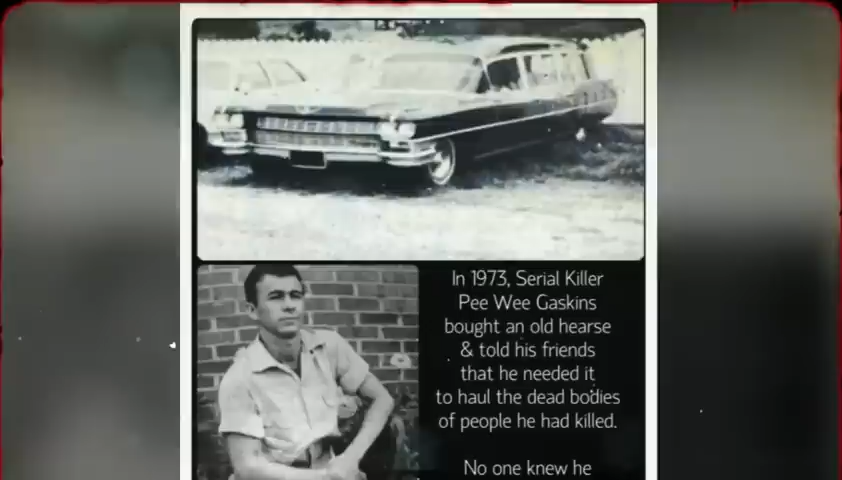 In 1973, Serial Killer
Pee Wee Gaskins
bought an old hearse
& told his friends
that he needed it
to haul the dead bodies
of people he had killed.
No one knew he